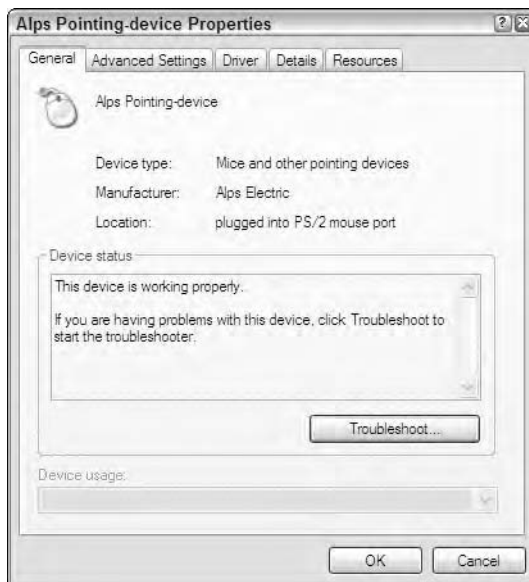 Alps Pointing-device Properties
General
Advanced Settings
Driver
Details
Resources
Alps Pointing-device
Device type: Mice and other pointing devices
Manufacturer: Alps Electric
Location: plugged into PS/2 mouse port
Device status
This device is working properly.
If you are having problems with this device, click Troubleshoot to
start the troubleshooter.
Troubleshoot...
Device usage:
OK
Cancel